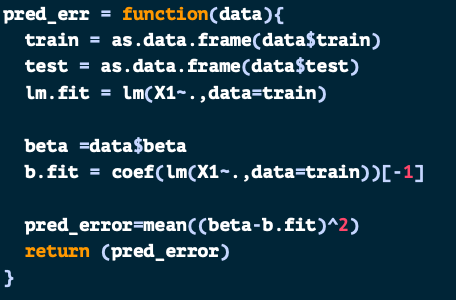 pred_err = function(data){
  train = as.data.frame(data$train)
  test = as.data.frame(data$test)
  lm.fit = lm(X1~.,data=train)

  beta =data$beta
  b.fit = coef(lm(X1~.,data=train))[-1]

  pred_error=mean((beta-b.fit)^2)
  return (pred_error)
}